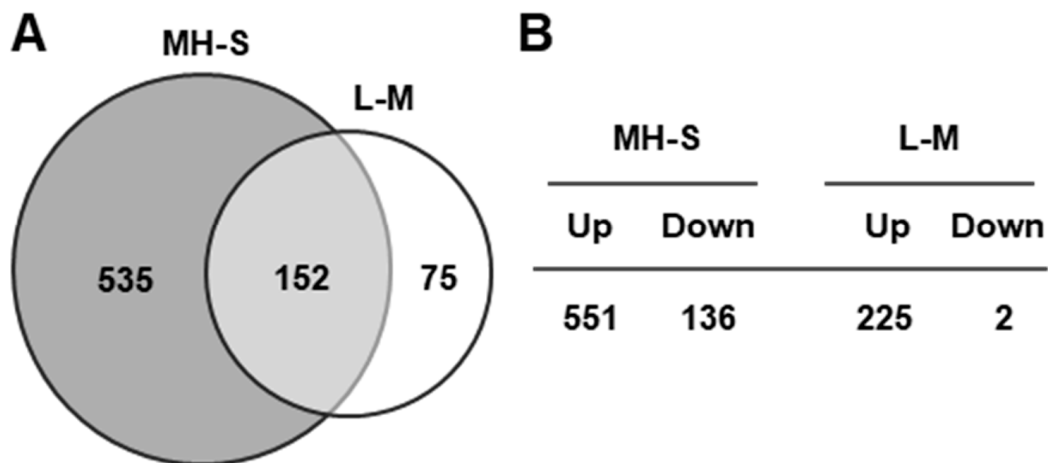 A
MH-S
L-M
535
152
75
B
MH-S L-M
Up Down Up Down
551 136 225 2